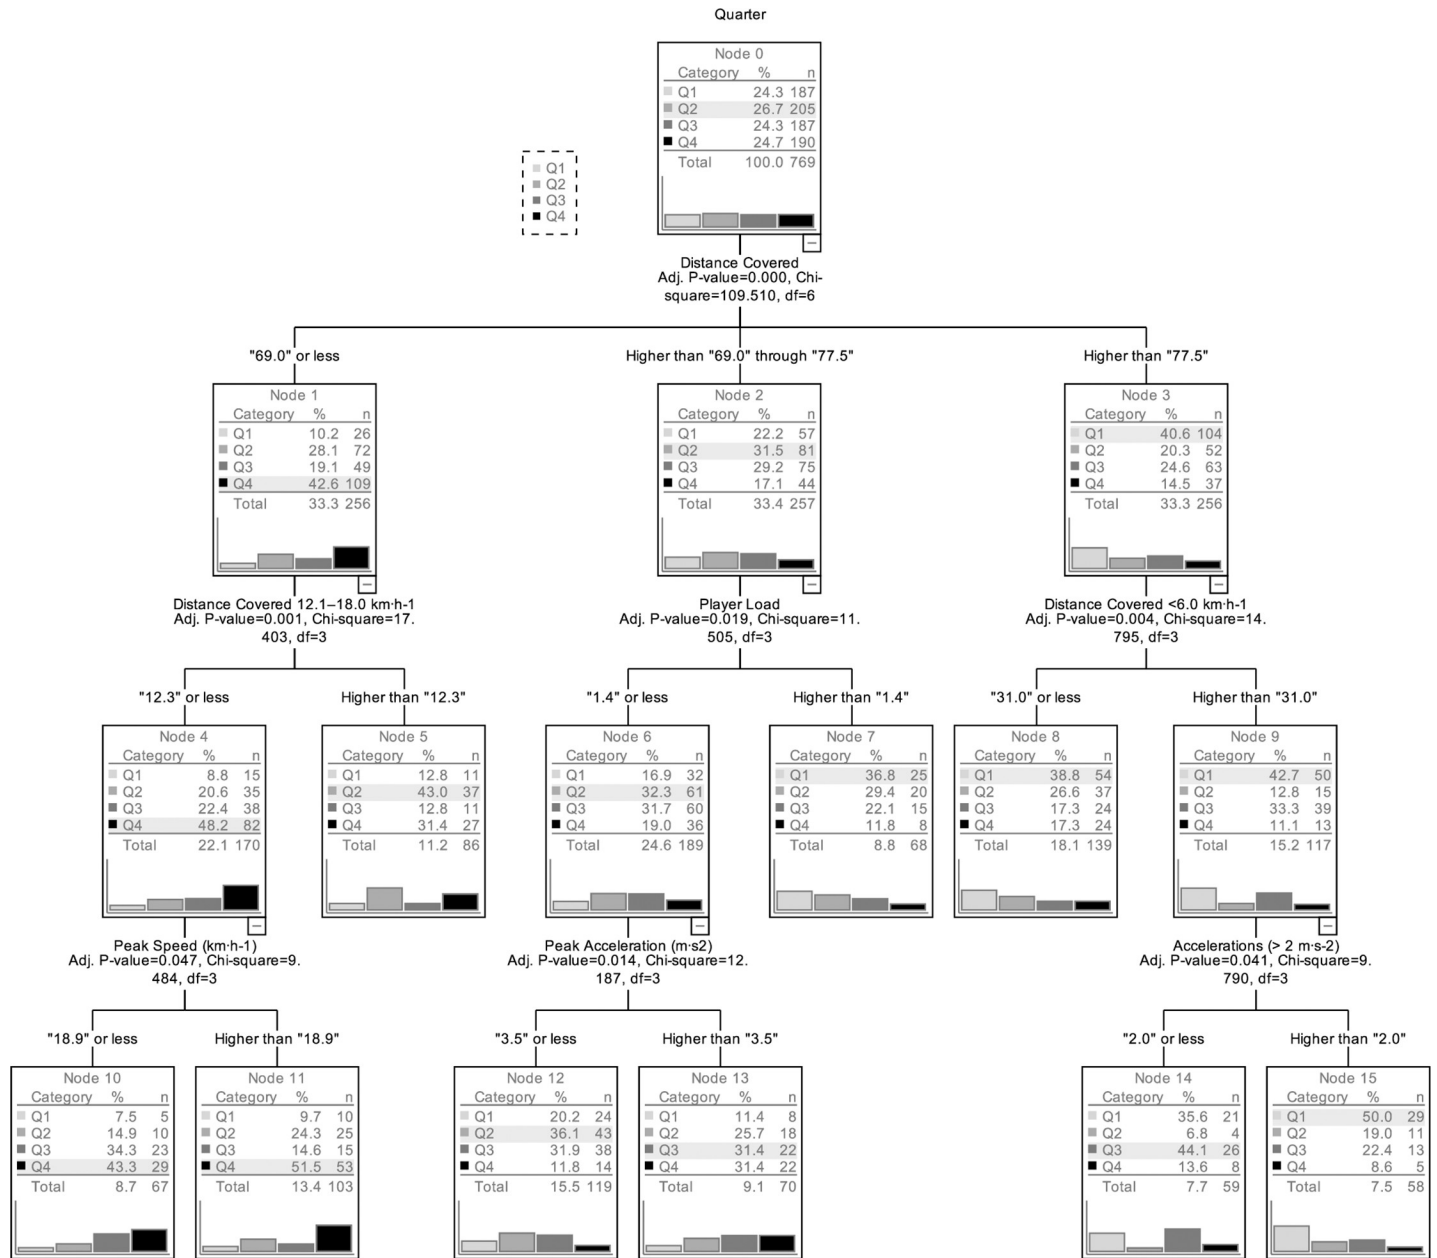 Quarter
Node 0
Category % n
Q1 24.3 187
Q2 26.7 205
Q3 24.3 187
Q4 24.7 190
Total 100.0 769
Q1
Q2
Q3
Q4
Distance Covered
Adj. P-value=0.000, Chi-
square=109.510, df=6
"69.0" or less
Higher than "69.0" through "77.5"
Higher than "77.5"
Node 1
Category % n
Q1 10.2 26
Q2 28.1 72
Q3 19.1 49
Q4 42.6 109
Total 33.3 256
Node 2
Category % n
Q1 22.2 57
Q2 31.5 81
Q3 29.2 75
Q4 17.1 44
Total 33.4 257
Node 3
Category % n
Q1 40.6 104
Q2 20.3 52
Q3 24.6 63
Q4 14.5 37
Total 33.3 256
Distance Covered 12.1–18.0 km·h-1
Adj. P-value=0.001, Chi-square=17.
403, df=3
Player Load
Adj. P-value=0.019, Chi-square=11.
505, df=3
Distance Covered <6.0 km·h-1
Adj. P-value=0.004, Chi-square=14.
795, df=3
"12.3" or less
Higher than "12.3"
"1.4" or less
Higher than "1.4"
"31.0" or less
Higher than "31.0"
Node 4
Category % n
Q1 8.8 15
Q2 20.6 35
Q3 22.4 38
Q4 48.2 82
Total 22.1 170
Node 5
Category % n
Q1 12.8 11
Q2 43.0 37
Q3 12.8 11
Q4 31.4 27
Total 11.2 86
Node 6
Category % n
Q1 16.9 32
Q2 32.3 61
Q3 31.7 60
Q4 19.0 36
Total 24.6 189
Node 7
Category % n
Q1 36.8 25
Q2 29.4 20
Q3 22.1 15
Q4 11.8 8
Total 8.8 68
Node 8
Category % n
Q1 38.8 54
Q2 26.6 37
Q3 17.3 24
Q4 17.3 24
Total 18.1 139
Node 9
Category % n
Q1 42.7 50
Q2 12.8 15
Q3 33.3 39
Q4 11.1 13
Total 15.2 117
Peak Speed (km·h-1)
Adj. P-value=0.047, Chi-square=9.
484, df=3
Peak Acceleration (m·s2)
Adj. P-value=0.014, Chi-square=12.
187, df=3
Accelerations (> 2 m·s-2)
Adj. P-value=0.041, Chi-square=9.
790, df=3
"18.9" or less
Higher than "18.9"
"3.5" or less
Higher than "3.5"
"2.0" or less
Higher than "2.0"
Node 10
Category % n
Q1 7.5 5
Q2 14.9 10
Q3 34.3 23
Q4 43.3 29
Total 8.7 67
Node 11
Category % n
Q1 9.7 10
Q2 24.3 25
Q3 14.6 15
Q4 51.5 53
Total 13.4 103
Node 12
Category % n
Q1 20.2 24
Q2 36.1 43
Q3 31.9 38
Q4 11.8 14
Total 15.5 119
Node 13
Category % n
Q1 11.4 8
Q2 25.7 18
Q3 31.4 22
Q4 31.4 22
Total 9.1 70
Node 14
Category % n
Q1 35.6 21
Q2 6.8 4
Q3 44.1 26
Q4 13.6 8
Total 7.7 59
Node 15
Category % n
Q1 50.0 29
Q2 19.0 11
Q3 22.4 13
Q4 8.6 5
Total 7.5 58